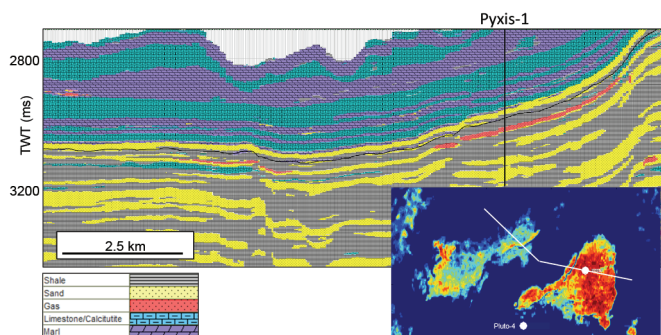 Pyxis-1
2800
TWT (ms)
3200
2.5 km
Pluto-4
Shale
Sand
Gas
Limestone/Calcitutite
Marl